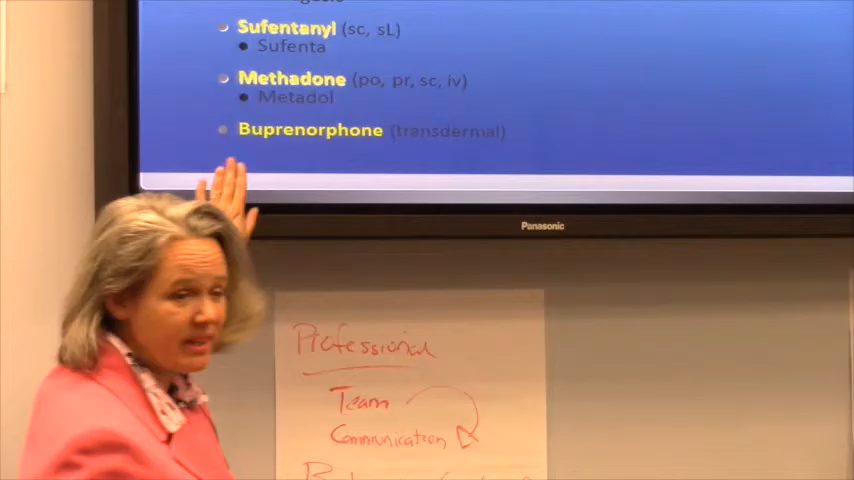 Sufentanyl (sc, sL)
• Sufenta
Methadone (po, pr, sc, iv)
• Metadol
Buprenorphone (transdermal)
Panasonic
Professional
Team
Communication